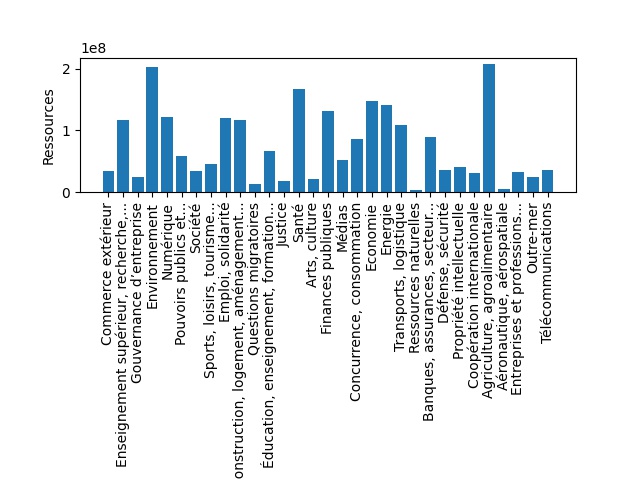 1e8
Ressources
2
1
0
Commerce extérieur
Enseignement supérieur, recherche,...
Gouvernance d'entreprise
Environnement
Numérique
Pouvoirs publics et...
Société
Sports, loisirs, tourisme...
Emploi, solidarité
onstruction, logement, aménagement...
Questions migratoires
Éducation, enseignement, formation...
Justice
Santé
Arts, culture
Finances publiques
Médias
Concurrence, consommation
Economie
Energie
Transports, logistique
Ressources naturelles
Banques, assurances, secteur...
Défense, sécurité
Propriété intellectuelle
Coopération internationale
Agriculture, agroalimentaire
Aéronautique, aérospatiale
Entreprises et professions...
Outre-mer
Télécommunications